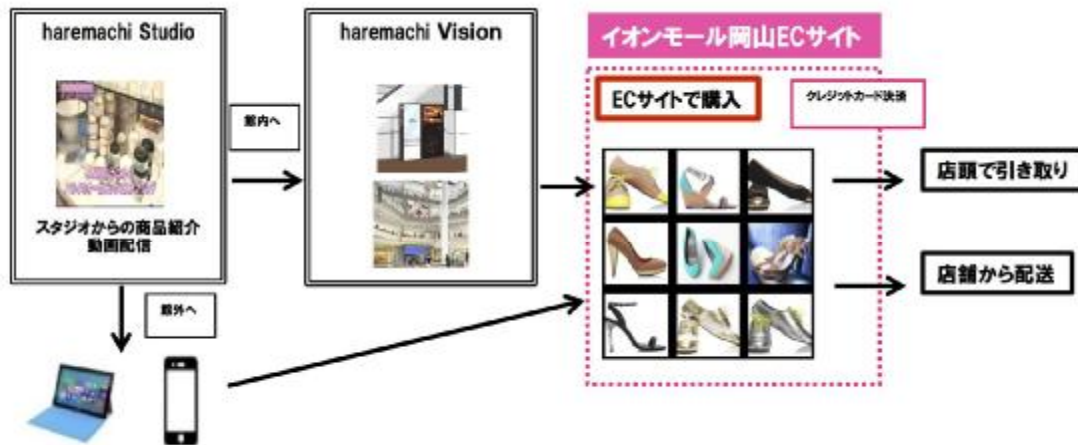 haremachi Studio
スタジオからの商品紹介
動画配信
館内へ
館外へ
haremachi Vision
イオンモール岡山ECサイト
ECサイトで購入
クレジットカード決済
店頭で引き取り
店舗から配送